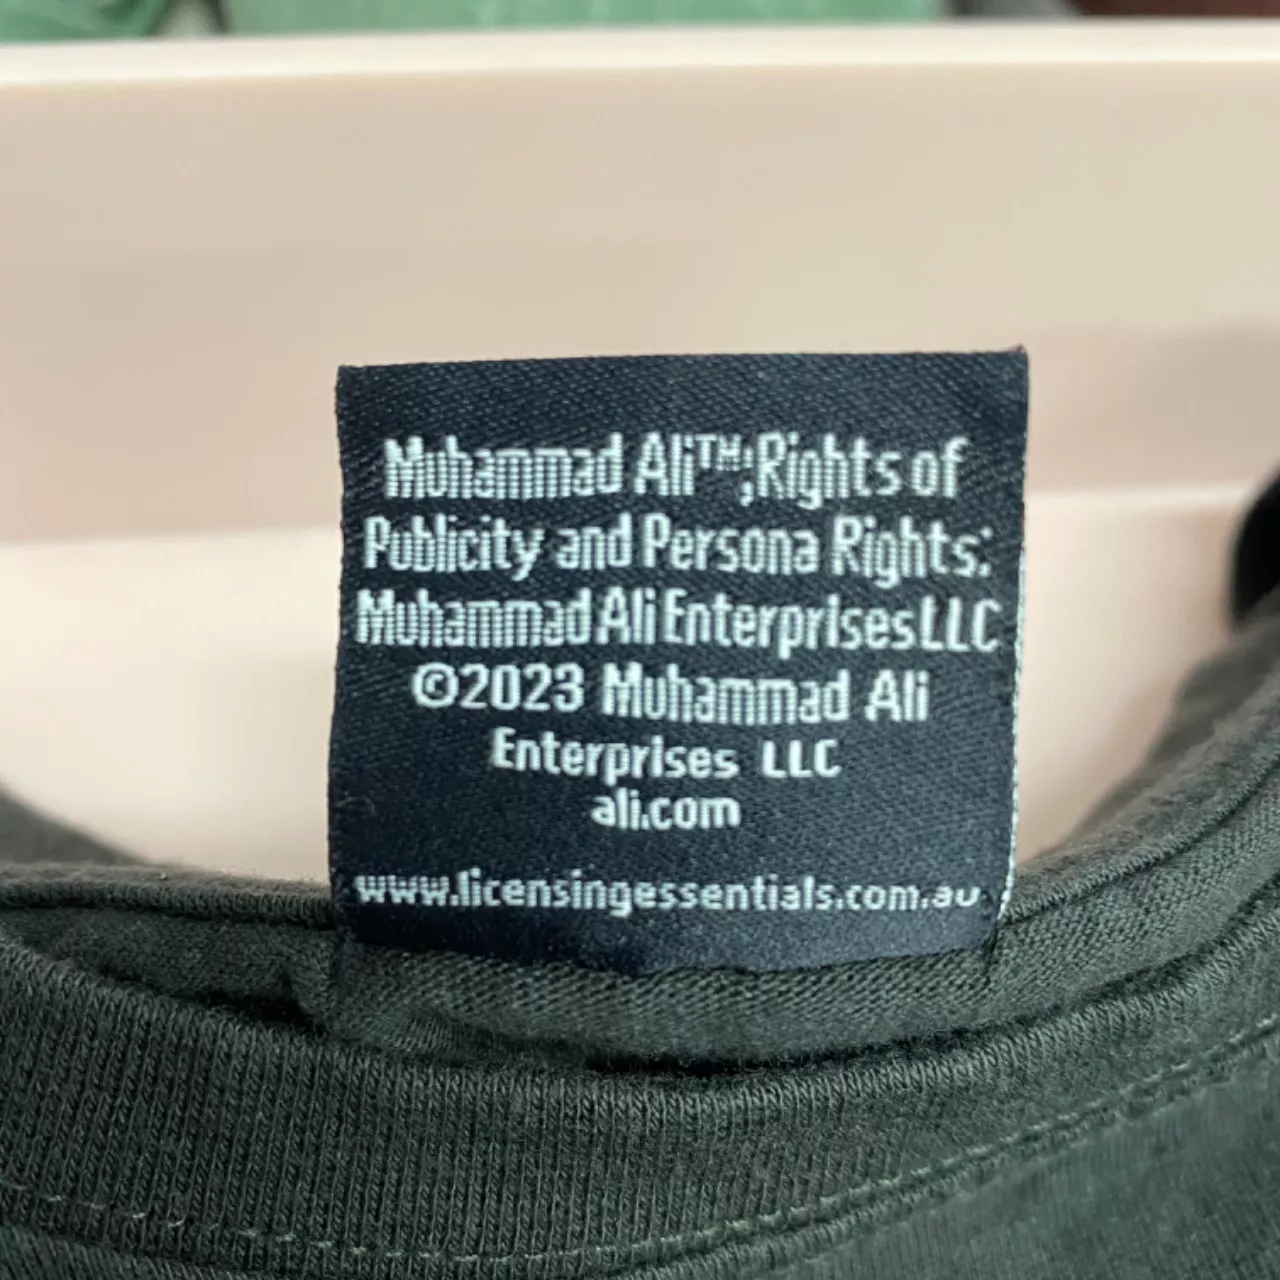 Muhammad Ali™;Rights of
Publicity and Persona Rights:
Muhammad Ali Enterprises LLC
©2023 Muhammad Ali
Enterprises LLC
ali.com
www.licensingessentials.com.au